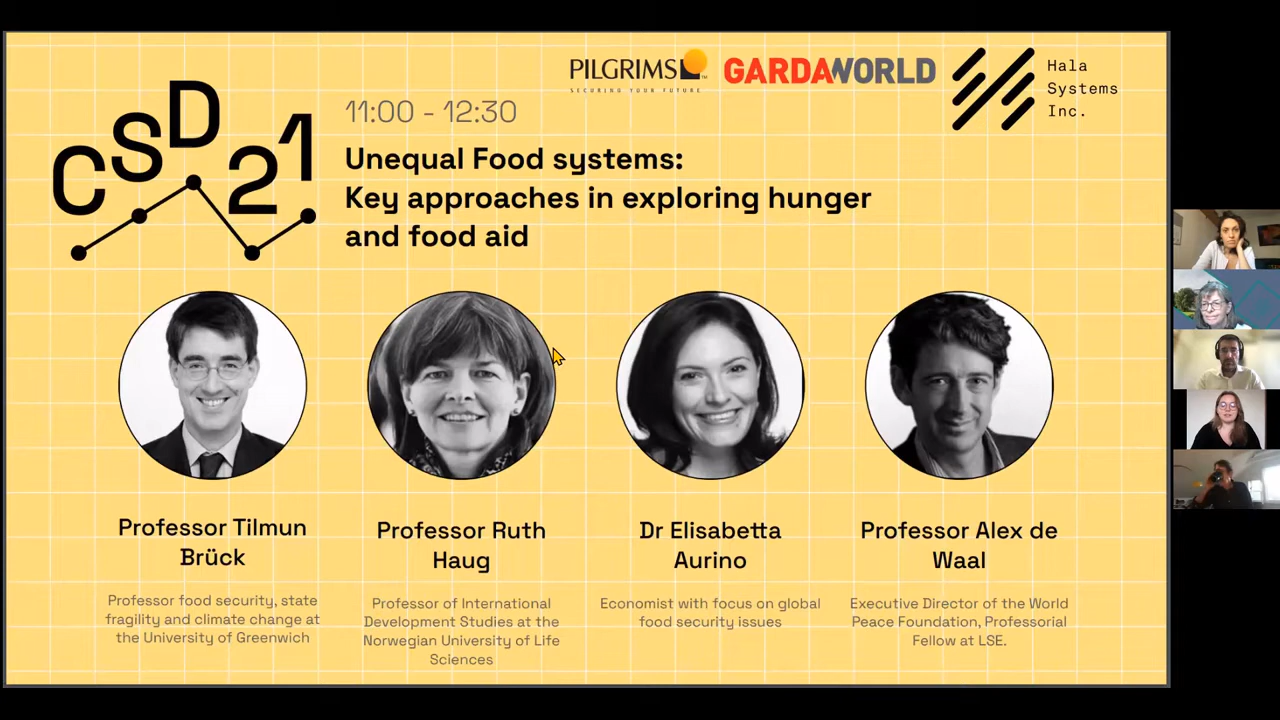 PILGRIMS
SECURING YOUR FUTURE
GARDAWORLD
Hala
Systems
Inc.
CSD21
11:00 - 12:30
Unequal Food systems:
Key approaches in exploring hunger
and food aid
Professor Tilmun
Brück
Professor food security, state
fragility and climate change at
the University of Greenwich
Professor Ruth
Haug
Professor of International
Development Studies at the
Norwegian University of Life
Sciences
Dr Elisabetta
Aurino
Economist with focus on global
food security issues
Professor Alex de
Waal
Executive Director of the World
Peace Foundation, Professorial
Fellow at LSE.